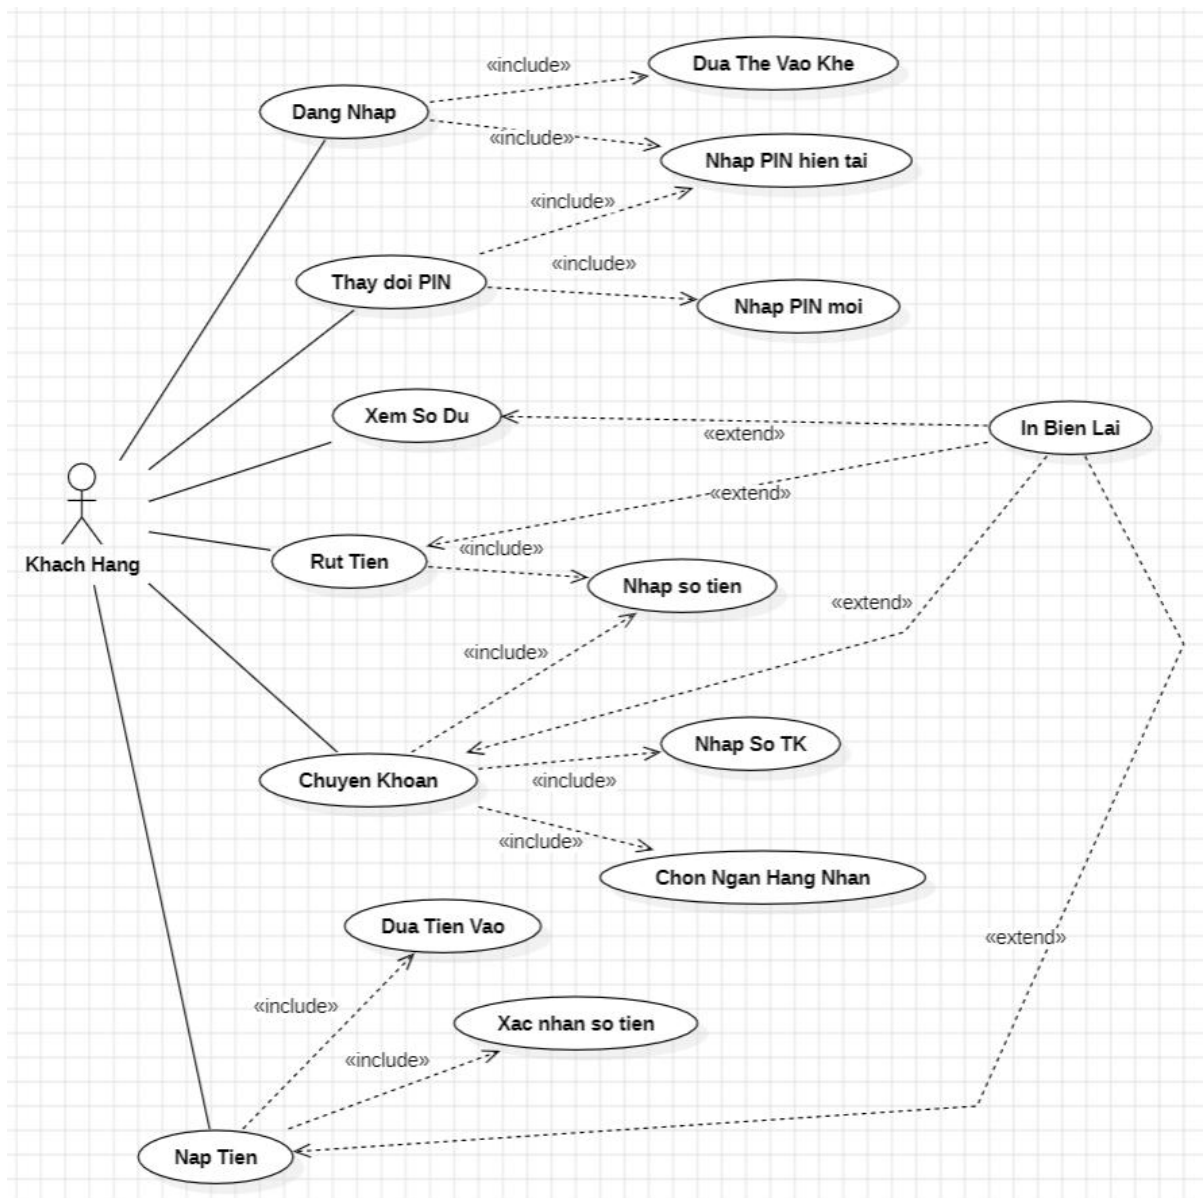 «include»
Dua The Vao Khe
Dang Nhap
«include»
Nhap PIN hien tai
«include»
Thay doi PIN
«include»
Nhap PIN moi
Xem So Du
«extend»
In Bien Lai
«extend»
Khach Hang
Rut Tien
«include»
Nhap so tien
«extend»
«include»
Nhap So TK
Chuyen Khoan
«include»
«include»
Chon Ngan Hang Nhan
Dua Tien Vao
«extend»
«include»
Xac nhan so tien
«include»
Nap Tien